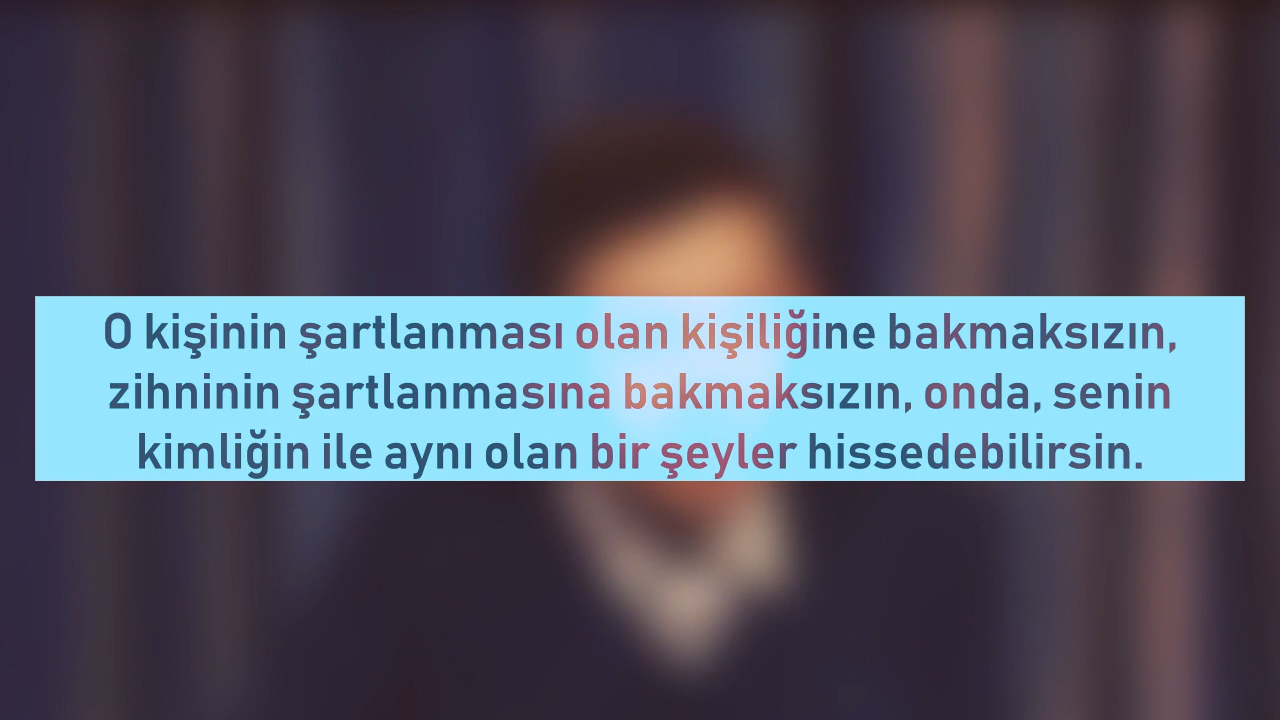 O kişinin şartlanması olan kişiliğine bakmaksızın,
zihninin şartlanmasına bakmaksızın, onda, senin
kimliğin ile aynı olan bir şeyler hissedebilirsin.